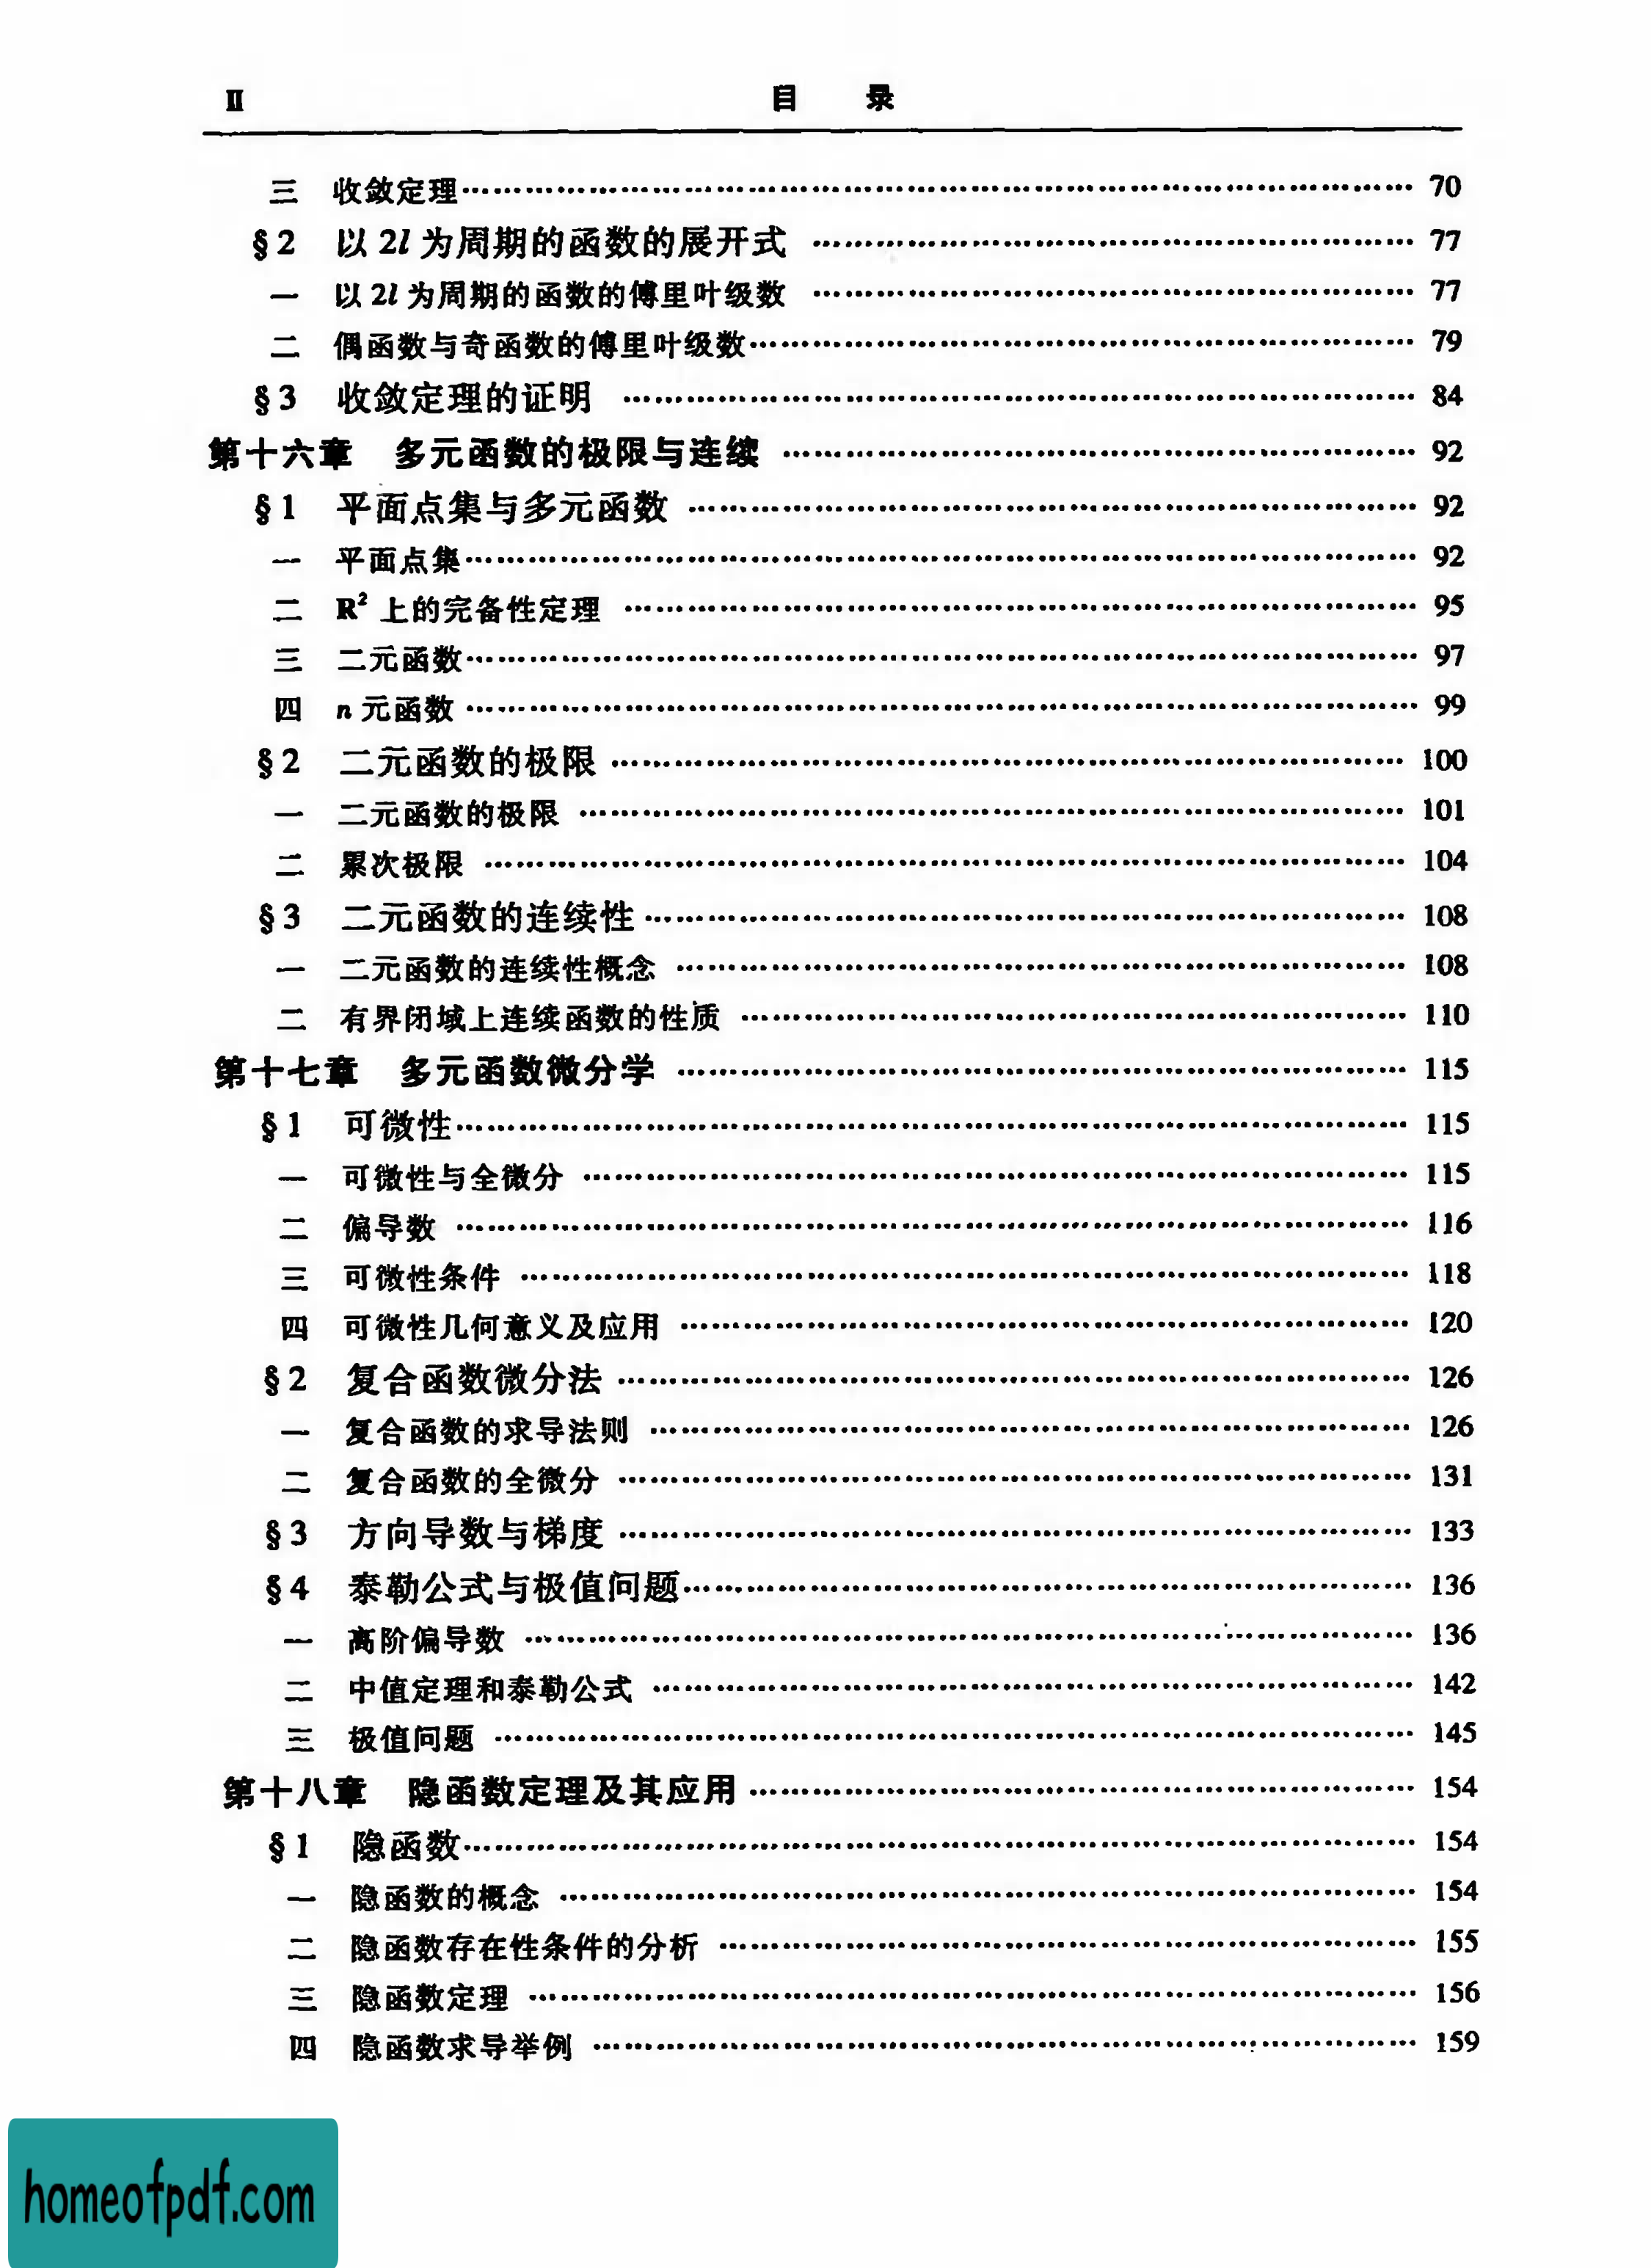 II 目 录
三 收敛定理 70
§2 以 2l 为周期的函数的展开式 77
一 以 2l 为周期的函数的傅里叶级数 77
二 偶函数与奇函数的傅里叶级数 79
§3 收敛定理的证明 84
第十六章 多元函数的极限与连续 92
§1 平面点集与多元函数 92
一 平面点集 92
二 R² 上的完备性定理 95
三 二元函数 97
四 n 元函数 99
§2 二元函数的极限 100
一 二元函数的极限 101
二 累次极限 104
§3 二元函数的连续性 108
一 二元函数的连续性概念 108
二 有界闭域上连续函数的性质 110
第十七章 多元函数微分学 115
§1 可微性 115
一 可微性与全微分 115
二 偏导数 116
三 可微性条件 118
四 可微性几何意义及应用 120
§2 复合函数微分法 126
一 复合函数的求导法则 126
二 复合函数的全微分 131
§3 方向导数与梯度 133
§4 泰勒公式与极值问题 136
一 高阶偏导数 136
二 中值定理和泰勒公式 142
三 极值问题 145
第十八章 隐函数定理及其应用 154
§1 隐函数 154
一 隐函数的概念 154
二 隐函数存在性条件的分析 155
三 隐函数定理 156
四 隐函数求导举例 159
homeofpdf.com